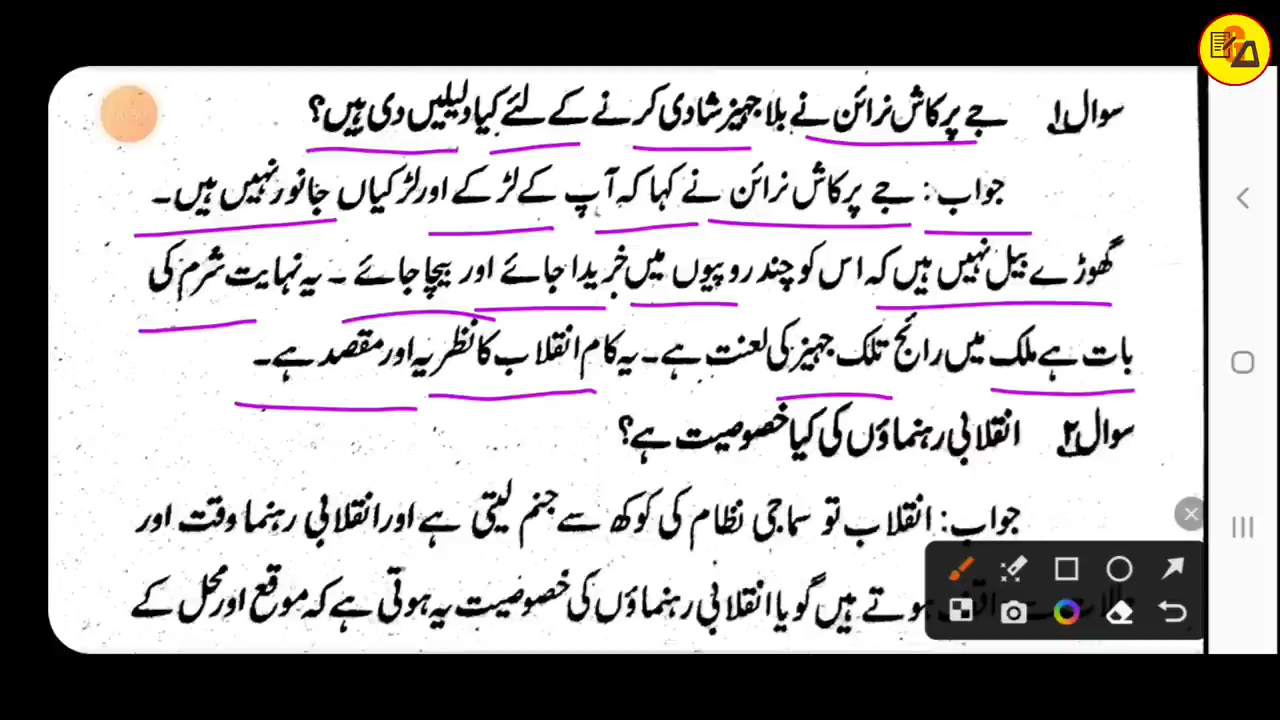 سوال ۱ جے پرکاش نرائن نے بلا جہیز شادی کرنے کے لئے کیا دلیلیں دی ہیں؟
جواب: جے پرکاش نرائن نے کہا کہ آپ کے لڑکے اور لڑکیاں جانور نہیں ہیں۔
گھوڑے بیل نہیں ہیں کہ اس کو چند روپیوں میں خریدا جائے اور بیچا جائے۔ یہ نہایت شرم کی
بات ہے ملک میں رائج تلک جہیز کی لعنت ہے۔ یہ کام انقلاب کا نظریہ اور مقصد ہے۔
سوال ۲ انقلابی رہنماؤں کی کیا خصوصیت ہے؟
جواب: انقلاب تو سماجی نظام کی کوکھ سے جنم لیتی ہے اور انقلابی رہنما وقت اور
ہوتے ہیں گویا انقلابی رہنماؤں کی خصوصیت یہ ہوتی ہے کہ موقع اور محل کے